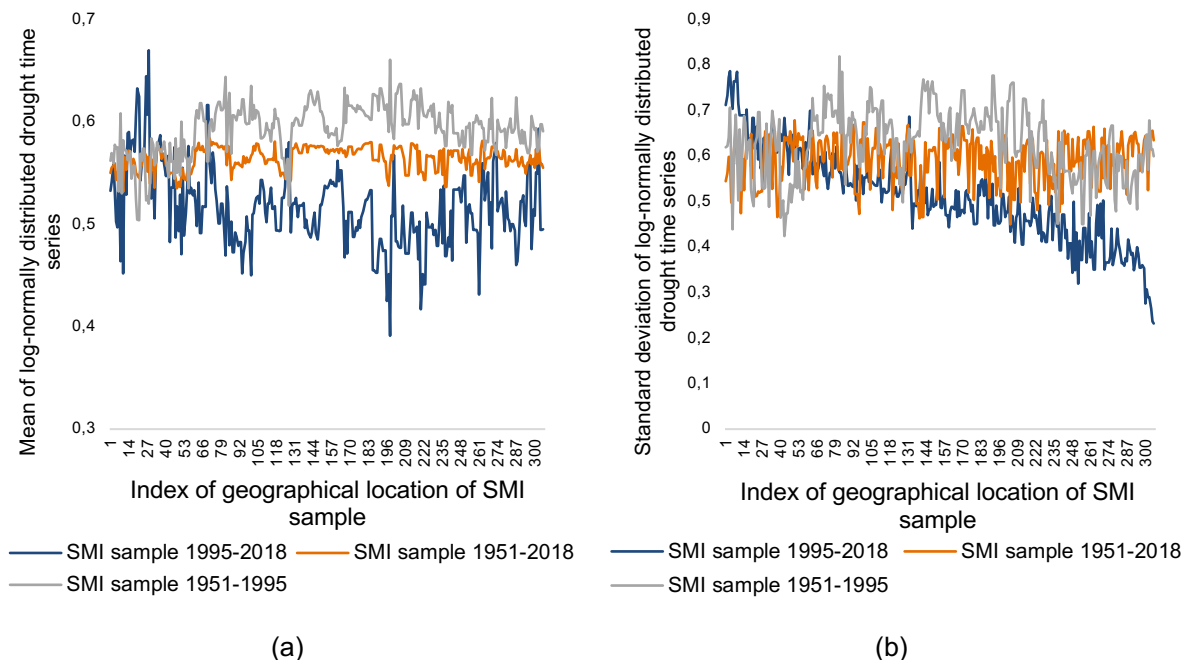 Mean of log-normally distributed drought time
series
0,7
0,6
0,5
0,4
0,3
1 14 27 40 53 66 79 92 105 118 131 144 157 170 183 196 209 222 235 248 261 274 287 300
Index of geographical location of SMI
sample
SMI sample 1995-2018 SMI sample 1951-2018
SMI sample 1951-1995
(a)
Standard deviation of log-normally distributed
drought time series
0,9
0,8
0,7
0,6
0,5
0,4
0,3
0,2
0,1
0
1 14 27 40 53 66 79 92 105 118 131 144 157 170 183 196 209 222 235 248 261 274 287 300
Index of geographical location of SMI
sample
SMI sample 1995-2018 SMI sample 1951-2018
SMI sample 1951-1995
(b)